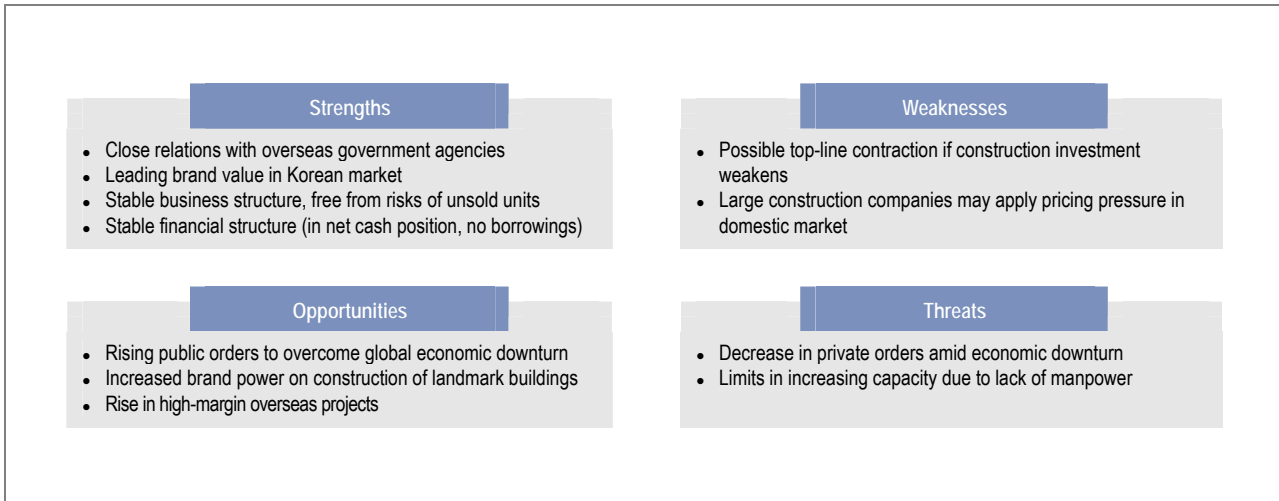 Strengths
• Close relations with overseas government agencies
• Leading brand value in Korean market
• Stable business structure, free from risks of unsold units
• Stable financial structure (in net cash position, no borrowings)
Weaknesses
• Possible top-line contraction if construction investment
weakens
• Large construction companies may apply pricing pressure in
domestic market
Opportunities
• Rising public orders to overcome global economic downturn
• Increased brand power on construction of landmark buildings
• Rise in high-margin overseas projects
Threats
• Decrease in private orders amid economic downturn
• Limits in increasing capacity due to lack of manpower